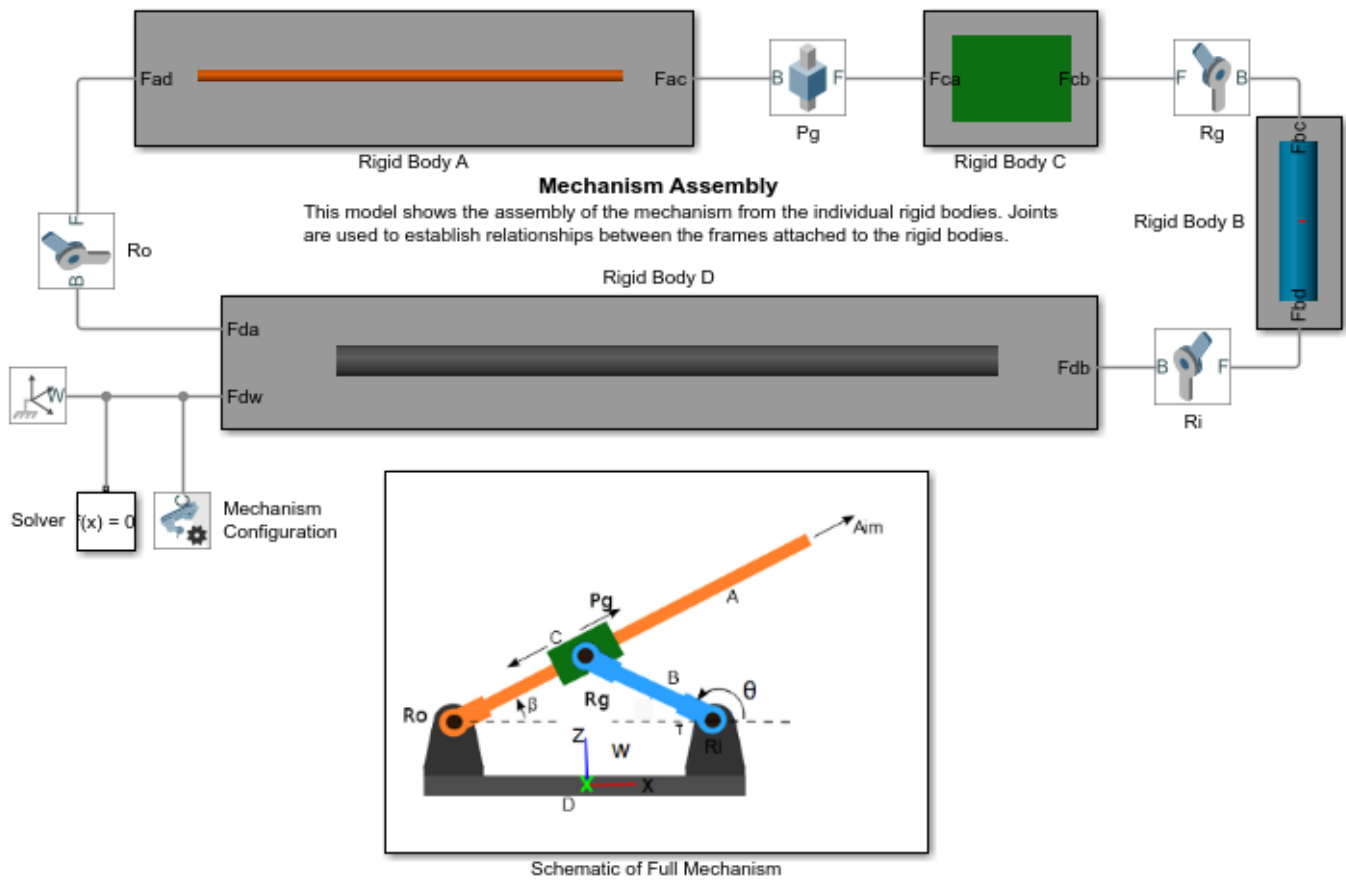 Fad
Fac
B
F
Pg
Fca
Fcb
F
B
Rg
Rigid Body A
Rigid Body C
Fbc
Mechanism Assembly
This model shows the assembly of the mechanism from the individual rigid bodies. Joints
are used to establish relationships between the frames attached to the rigid bodies.
Rigid Body B
F
Ro
B
Rigid Body D
Fbd
Fda
Fdb
B
F
Ri
W
Fdw
Solver
f(x) = 0
C
Mechanism
Configuration
Aim
A
Pg
C
B
θ
Rg
β
Ro
Ri
Z
W
X
X
D
Schematic of Full Mechanism